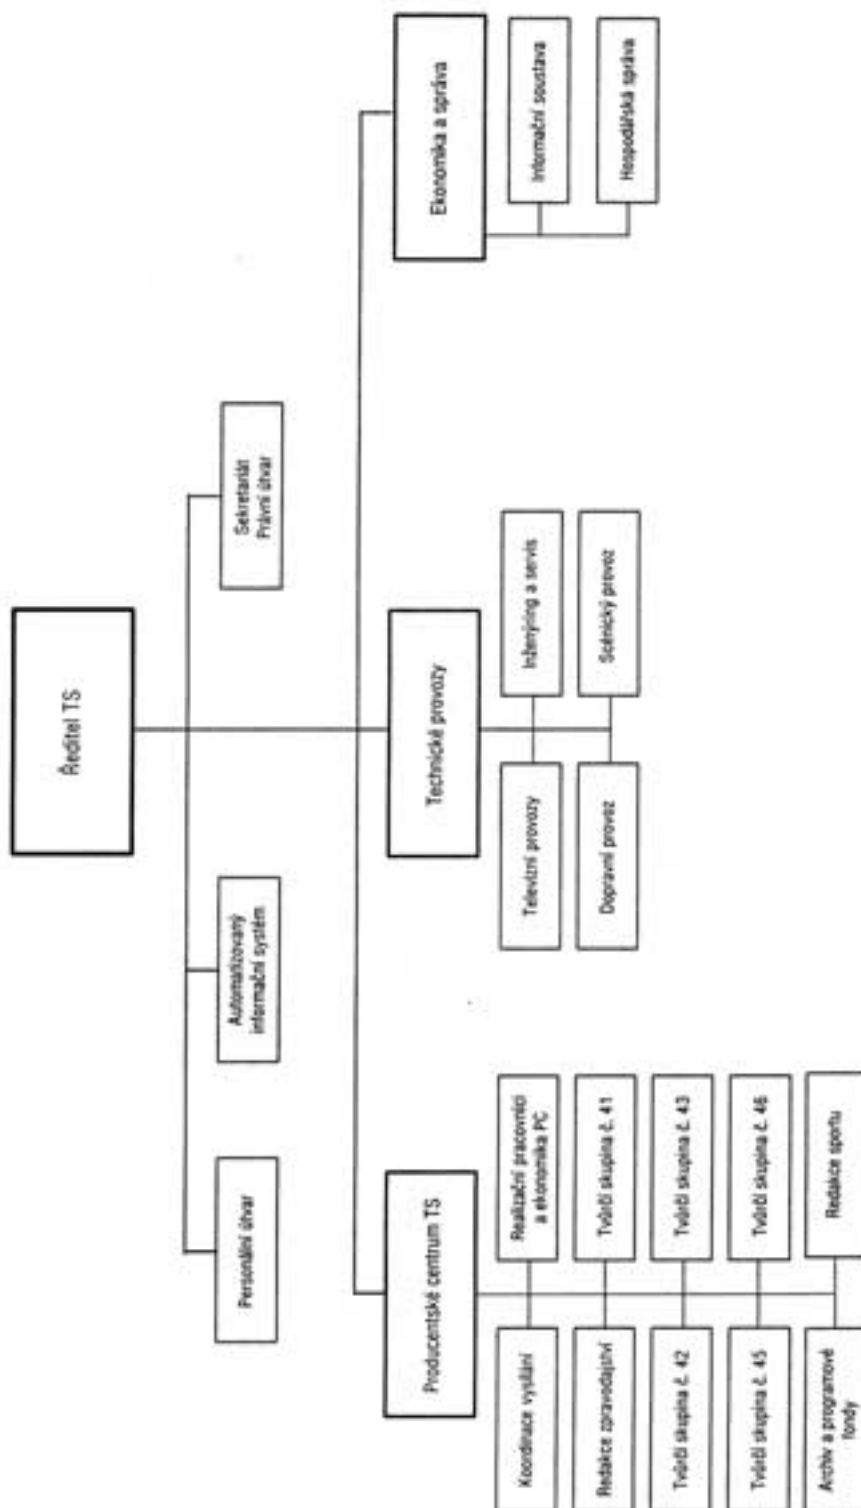 Ředitel TS
Personální útvar
Automatizovaný
informační systém
Sekretariát
Právní útvar
Producentské centrum TS
Technické provozy
Ekonomika a správa
Koordinace vysílání
Realizační pracovníci
a ekonomika PC
Redakce zpravodajství
Tvůrčí skupina č. 41
Tvůrčí skupina č. 42
Tvůrčí skupina č. 43
Tvůrčí skupina č. 45
Tvůrčí skupina č. 46
Archiv a programové
fondy
Redakce sportu
Televizní provozy
Inženýring a servis
Dopravní provoz
Scénický provoz
Informační soustava
Hospodářská správa